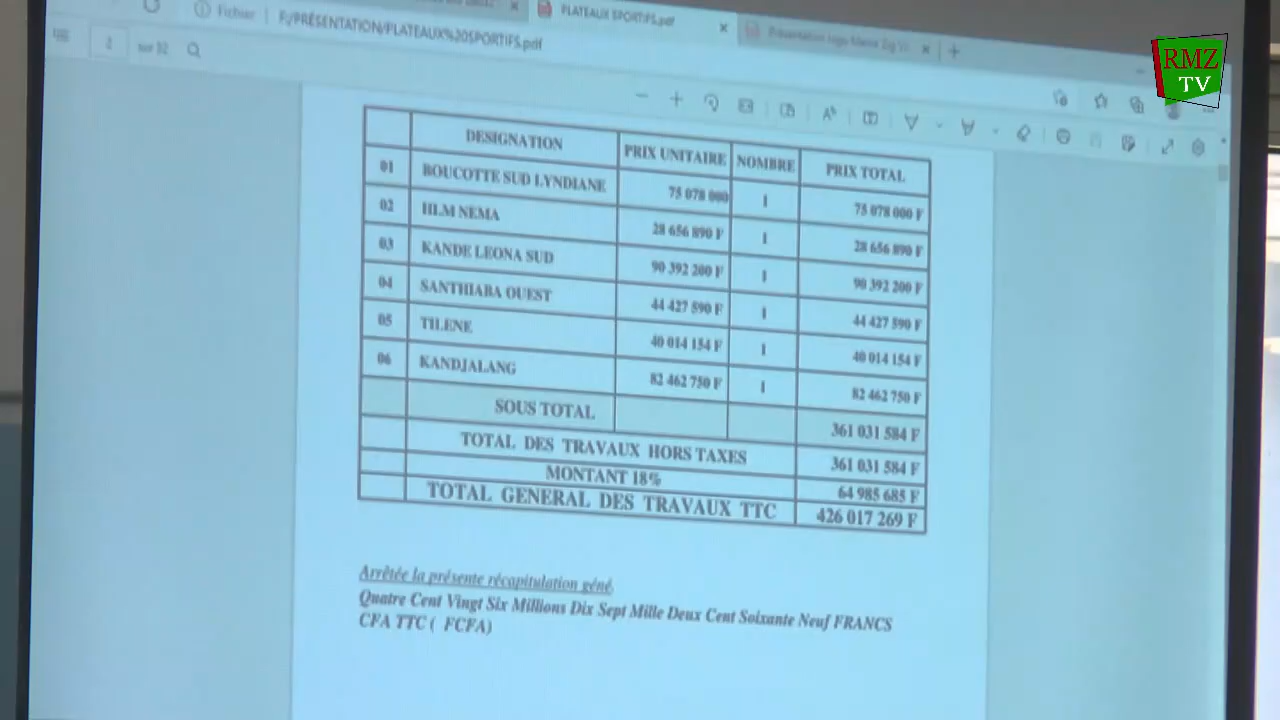 PLATEAUX SPORTIFS.pdf
Fichier F:/PRÉSENTATION/PLATEAUX%20SPORTIFS.pdf
2 sur 32
RMZ
TV
DESIGNATION PRIX UNITAIRE NOMBRE PRIX TOTAL
01 BOUCOTTE SUD LYNDIANE 75 078 000 1 75 078 000 F
02 HLM NEMA 28 656 890 F 1 28 656 890 F
03 KANDE LEONA SUD 90 392 200 F 1 90 392 200 F
04 SANTHIABA OUEST 44 427 590 F 1 44 427 590 F
05 TILENE 40 014 154 F 1 40 014 154 F
06 KANDJALANG 82 462 750 F 1 82 462 750 F
SOUS TOTAL 361 031 584 F
TOTAL DES TRAVAUX HORS TAXES 361 031 584 F
MONTANT 18% 64 985 685 F
TOTAL GENERAL DES TRAVAUX TTC 426 017 269 F
Arrêtée la présente récapitulation géné
Quatre Cent Vingt Six Millions Dix Sept Mille Deux Cent Soixante Neuf FRANCS
CFA TTC ( FCFA)